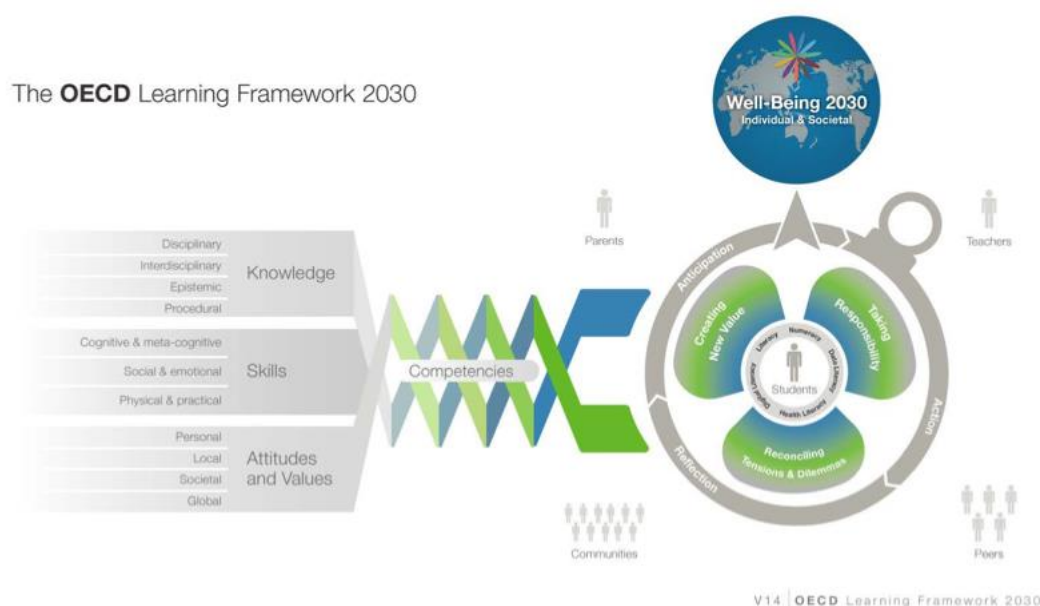 The OECD Learning Framework 2030
Well-Being 2030
Individual & Societal
Parents
Teachers
Disciplinary
Interdisciplinary
Epistemic
Procedural
Knowledge
Cognitive & meta-cognitive
Social & emotional
Physical & practical
Skills
Personal
Local
Societal
Global
Attitudes
and Values
Competencies
Anticipation
Action
Reflection
Creating
New Value
Taking
Responsibility
Reconciling
Tensions & Dilemmas
Literacy
Numeracy
Data Literacy
Health Literacy
Digital Literacy
Students
Communities
Peers
V14 | OECD Learning Framework 2030